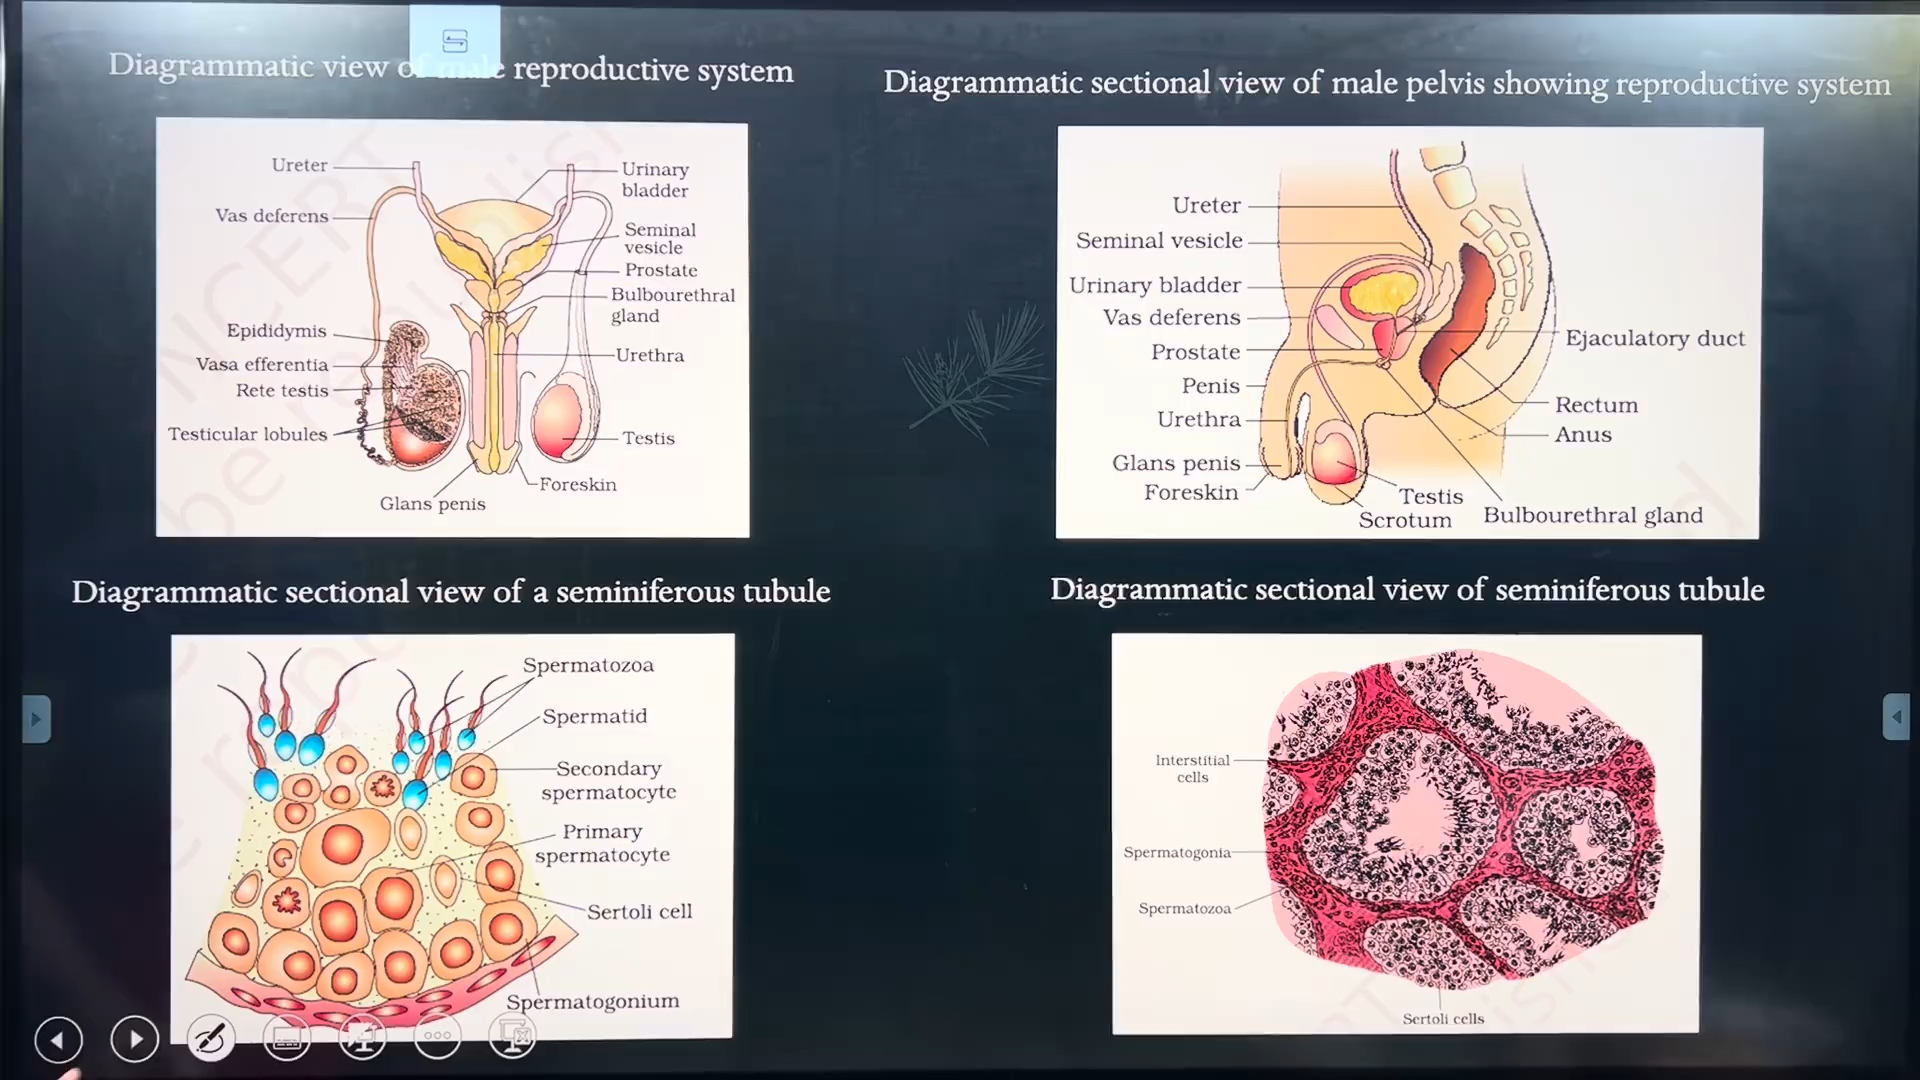 Diagrammatic view of male reproductive system
Ureter
Vas deferens
Epididymis
Vasa efferentia
Rete testis
Testicular lobules
Glans penis
Urinary
bladder
Seminal
vesicle
Prostate
Bulbourethral
gland
Urethra
Testis
Foreskin
Diagrammatic sectional view of male pelvis showing reproductive system
Ureter
Seminal vesicle
Urinary bladder
Vas deferens
Prostate
Penis
Urethra
Glans penis
Foreskin
Ejaculatory duct
Rectum
Anus
Testis
Scrotum
Bulbourethral gland
Diagrammatic sectional view of a seminiferous tubule
Spermatozoa
Spermatid
Secondary
spermatocyte
Primary
spermatocyte
Sertoli cell
Spermatogonium
Diagrammatic sectional view of seminiferous tubule
Interstitial
cells
Spermatogonia
Spermatozoa
Sertoli cells
NCERT